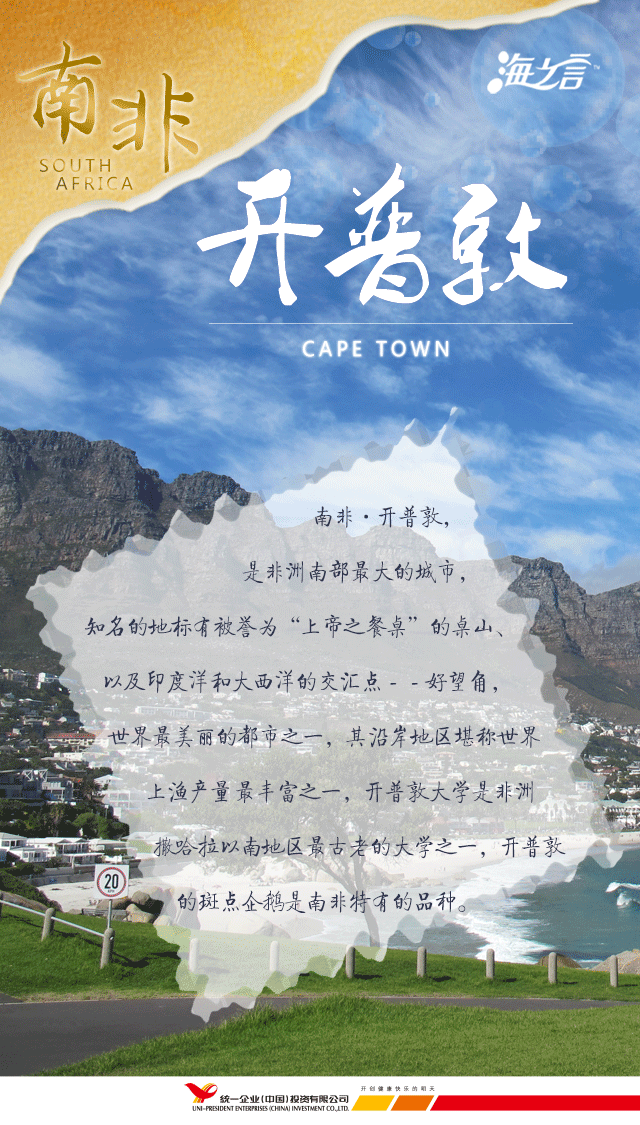 南非
SOUTH
AFRICA
海之言™
开普敦
CAPE TOWN
南非·开普敦，
是非洲南部最大的城市，
知名的地标有被誉为“上帝之餐桌”的桌山、
以及印度洋和大西洋的交汇点--好望角，
世界最美丽的都市之一，其沿岸地区堪称世界
上渔产量最丰富之一，开普敦大学是非洲
撒哈拉以南地区最古老的大学之一，开普敦
的斑点企鹅是南非特有的品种。
20
开创健康快乐的明天
统一企业(中国)投资有限公司
UNI-PRESIDENT ENTERPRISES (CHINA) INVESTMENT CO.,LTD.